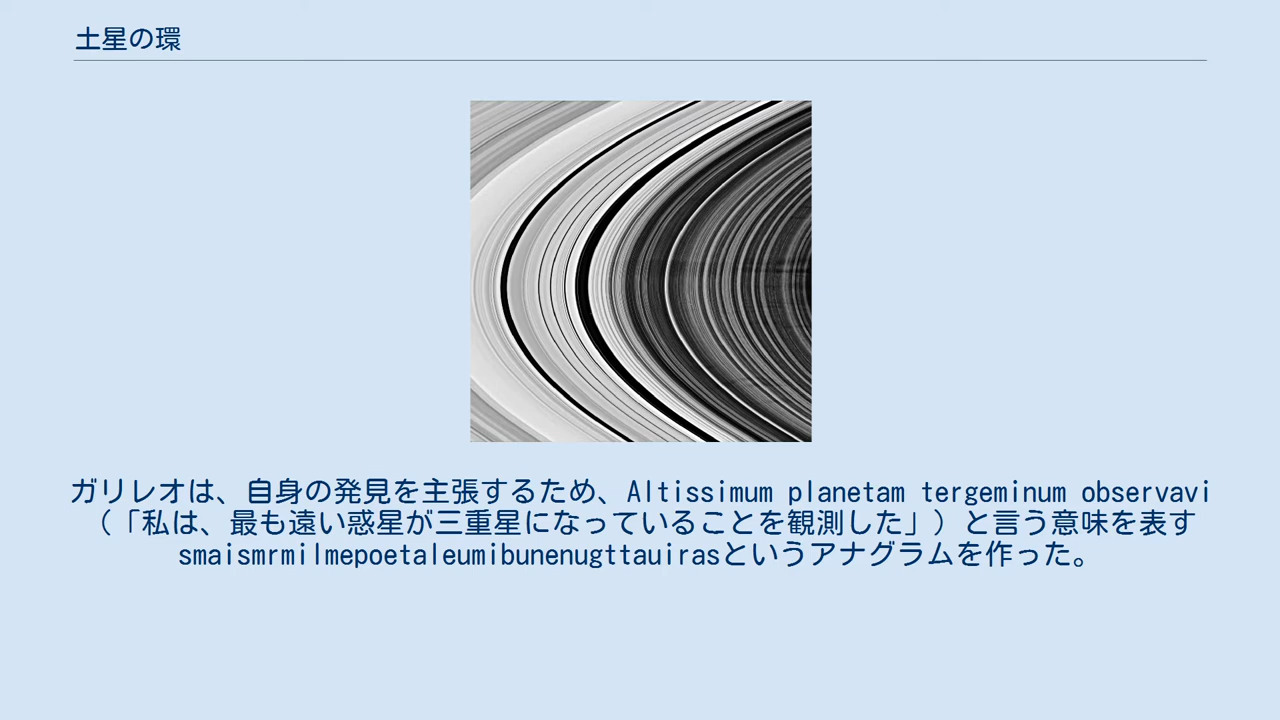 土星の環
ガリレオは、自身の発見を主張するため、Altissimum planetam tergeminum observavi
（「私は、最も遠い惑星が三重星になっていることを観測した」）と言う意味を表す
smaismrmilmepoetaleumibunenugttauirasというアナグラムを作った。